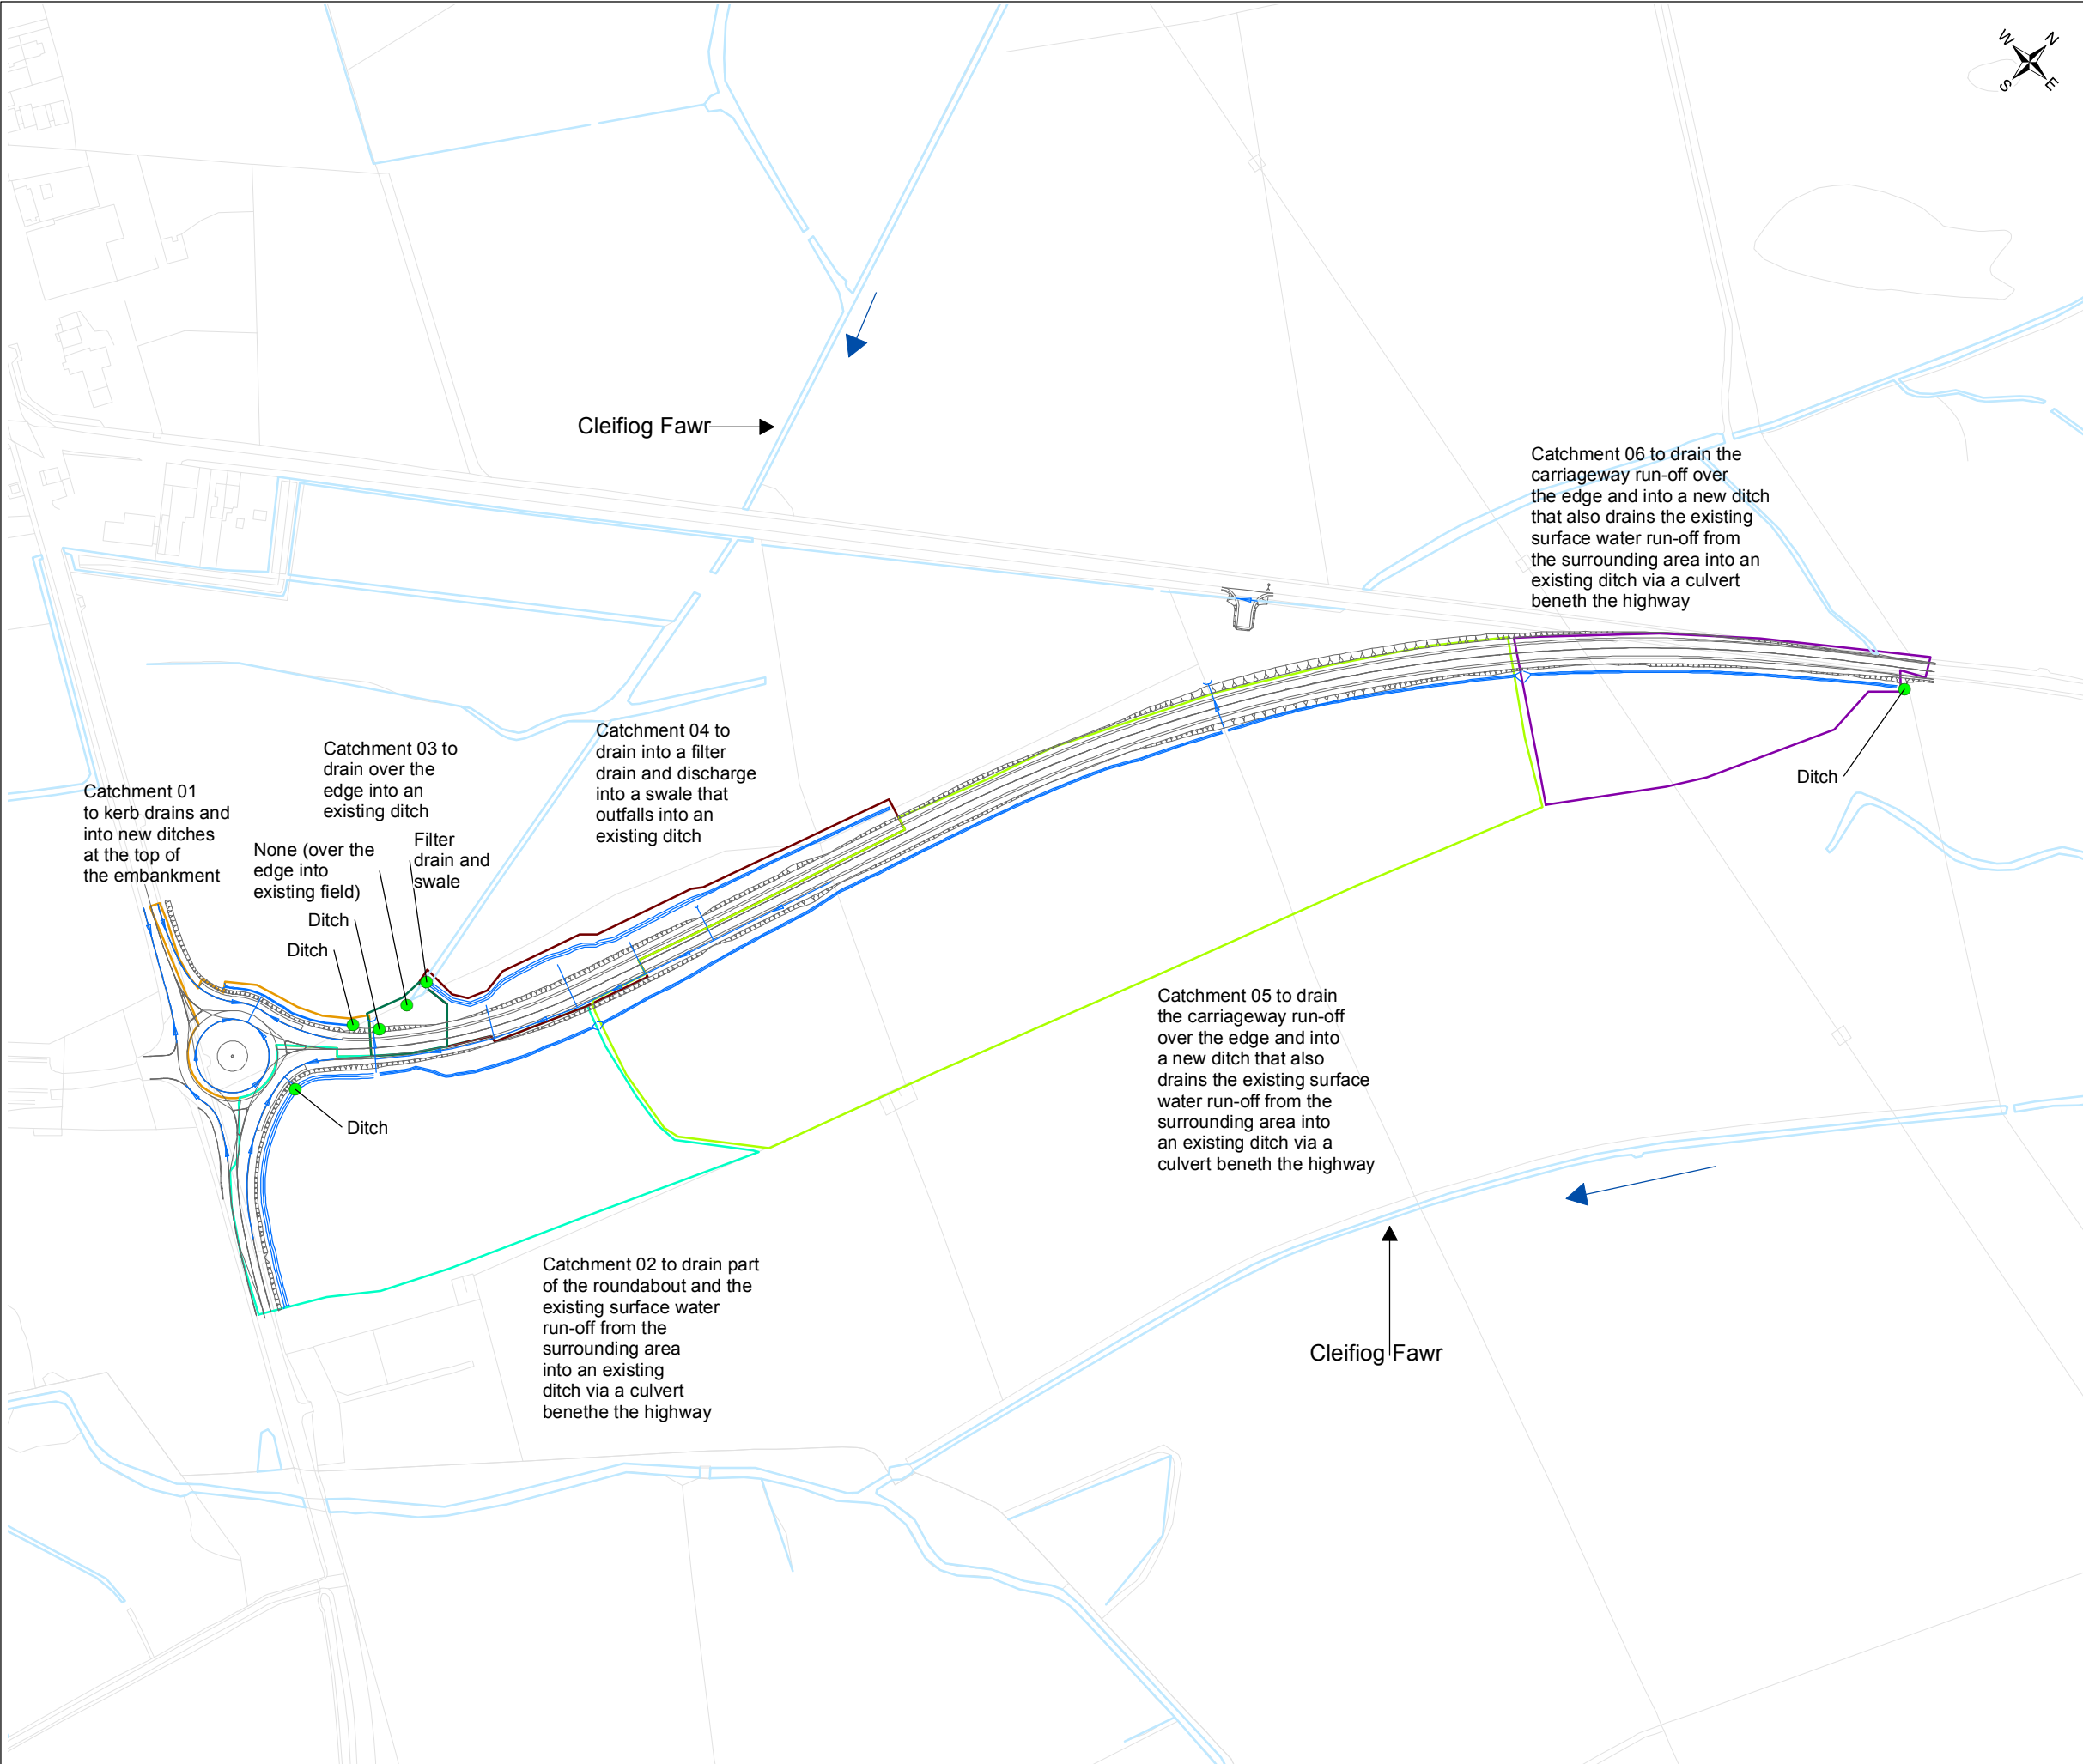 W
N
S
E
Cleifiog Fawr
Catchment 06 to drain the
carriageway run-off over
the edge and into a new ditch
that also drains the existing
surface water run-off from
the surrounding area into an
existing ditch via a culvert
beneth the highway
Ditch
Catchment 04 to
drain into a filter
drain and discharge
into a swale that
outfalls into an
existing ditch
Catchment 03 to
drain over the
edge into an
existing ditch
Catchment 01
to kerb drains and
into new ditches
at the top of
the embankment
Filter
drain and
swale
None (over the
edge into
existing field)
Ditch
Ditch
Ditch
Catchment 05 to drain
the carriageway run-off
over the edge and into
a new ditch that also
drains the existing surface
water run-off from the
surrounding area into
an existing ditch via a
culvert beneth the highway
Catchment 02 to drain part
of the roundabout and the
existing surface water
run-off from the
surrounding area
into an existing
ditch via a culvert
benethe the highway
Cleifiog Fawr